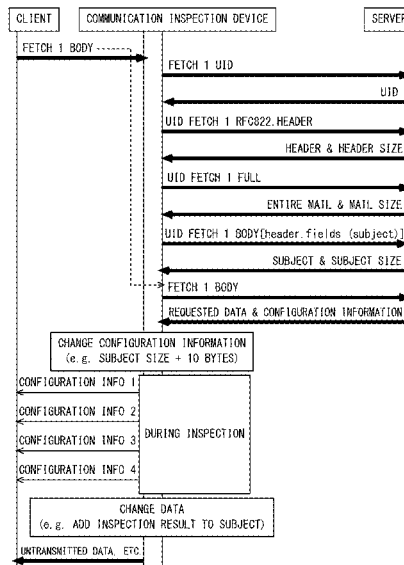 CLIENT
COMMUNICATION INSPECTION DEVICE
SERVER
FETCH 1 BODY
FETCH 1 UID
UID
UID FETCH 1 RFC822.HEADER
HEADER & HEADER SIZE
UID FETCH 1 FULL
ENTIRE MAIL & MAIL SIZE
UID FETCH 1 BODY[header.fields (subject)]
SUBJECT & SUBJECT SIZE
FETCH 1 BODY
REQUESTED DATA & CONFIGURATION INFORMATION
CHANGE CONFIGURATION INFORMATION
(e.g. SUBJECT SIZE + 10 BYTES)
CONFIGURATION INFO 1
CONFIGURATION INFO 2
DURING INSPECTION
CONFIGURATION INFO 3
CONFIGURATION INFO 4
CHANGE DATA
(e.g. ADD INSPECTION RESULT TO SUBJECT)
UNTRANSMITTED DATA, ETC.